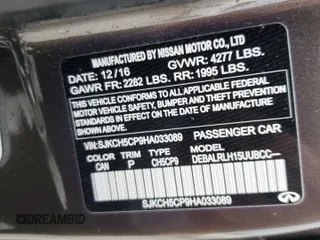 MANUFACTURED BY NISSAN MOTOR CO., LTD
DATE: 12/16 GVWR: 4277 LBS.
GAWR FR: 2282 LBS. RR: 1995 LBS.
THIS VEHICLE CONFORMS TO ALL APPLICABLE
FEDERAL MOTOR VEHICLE
SAFETY, BUMPER AND THEFT PREVENTION
STANDARDS IN EFFECT ON THE DATE OF
MANUFACTURE SHOWN ABOVE.
VIN: SJKCH5CP9HA033089 PASSENGER CAR
COLOR CAN TRIM P MODEL CH5CP9 DEBALRLH15UUBCC—
SJKCH5CP9HA033089
DREAMBID